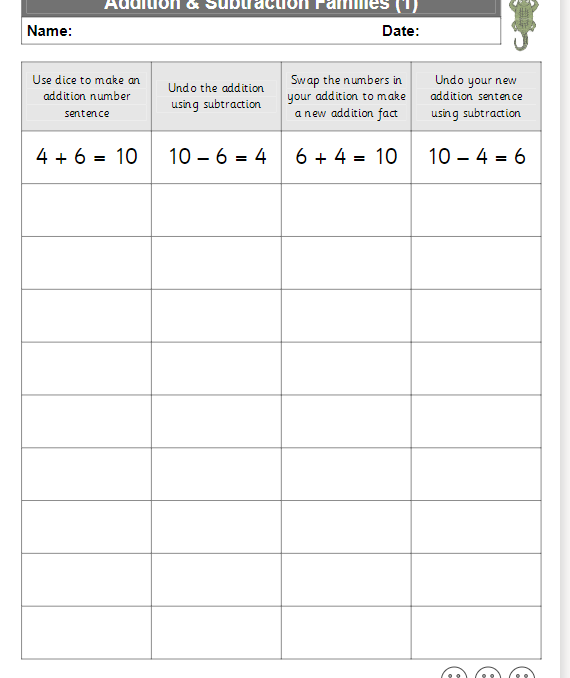 Addition & Subtraction Families (1)
Name: Date:
Use dice to make an
addition number
sentence
Undo the addition
using subtraction
Swap the numbers in
your addition to make
a new addition fact
Undo your new
addition sentence
using subtraction
4 + 6 = 10 10 – 6 = 4 6 + 4 = 10 10 – 4 = 6